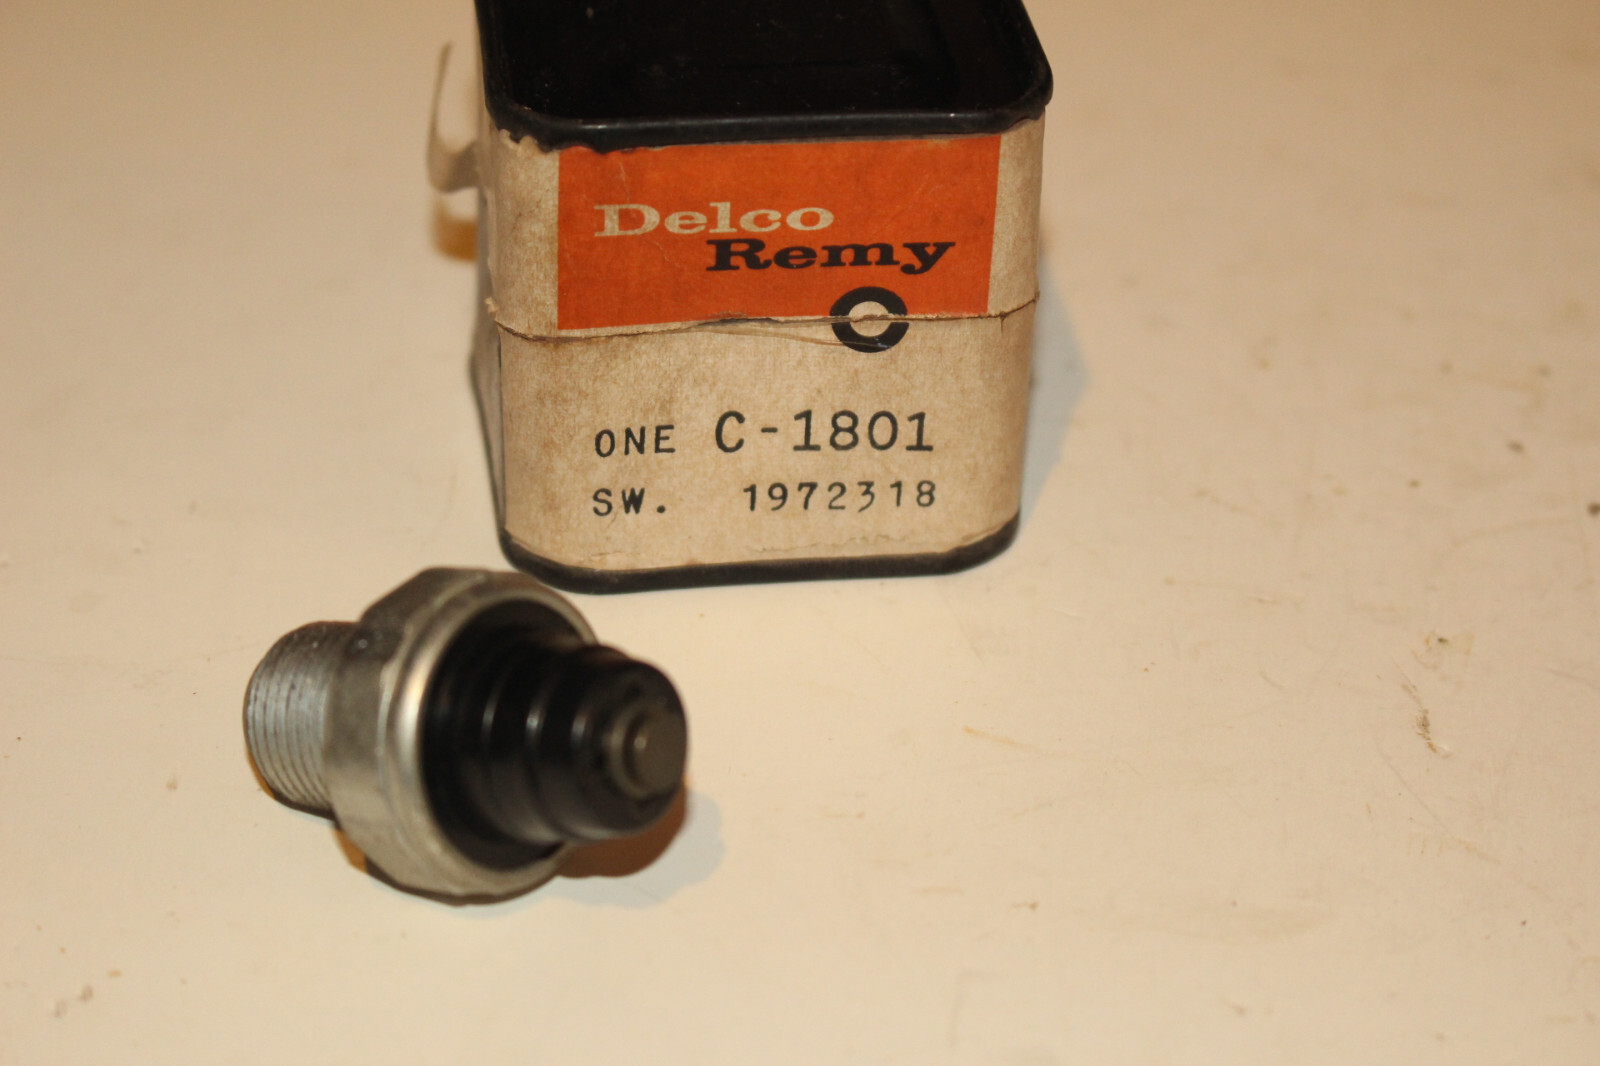 Delco
Remy
ONE C-1801
SW. 1972318